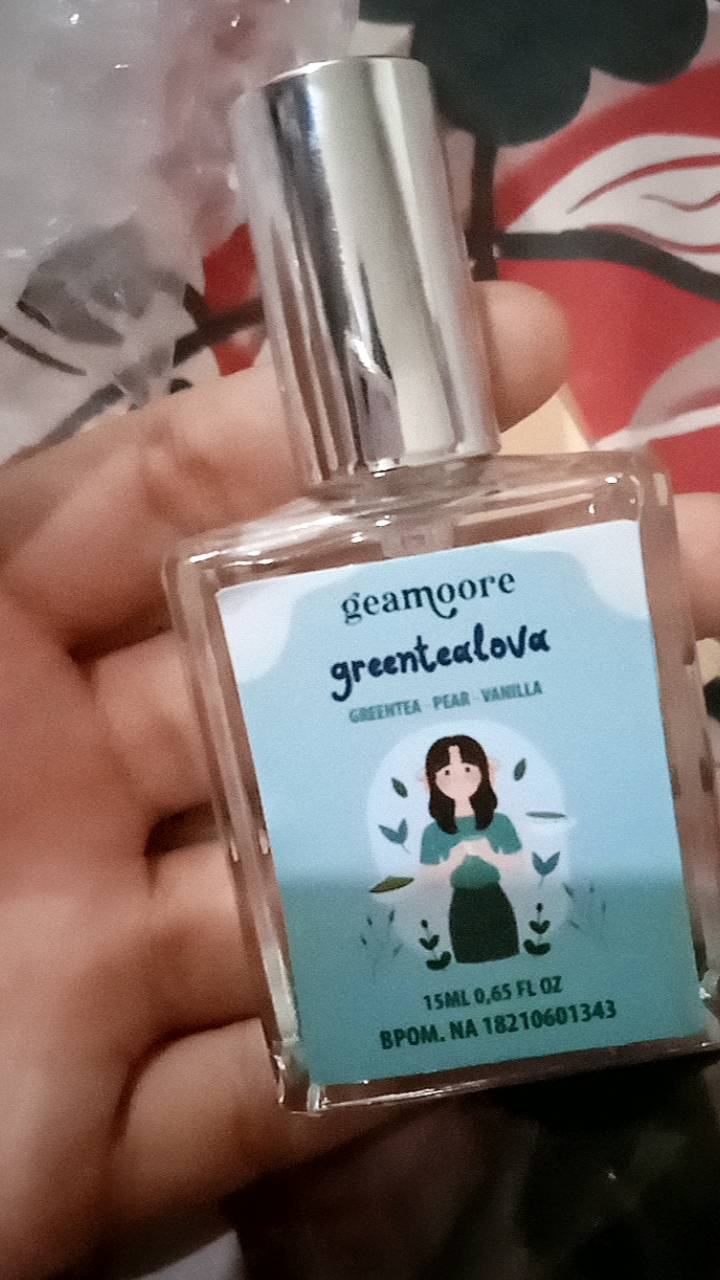 geamoore
greentealova
GREENTEA - PEAR - VANILLA
15ML 0,65 FL OZ
BPOM. NA 18210601343